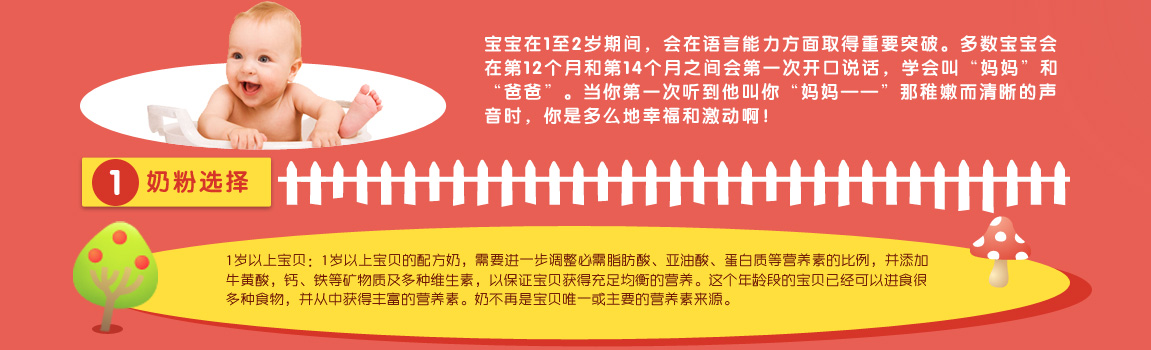 宝宝在1至2岁期间，会在语言能力方面取得重要突破。多数宝宝会
在第12个月和第14个月之间会第一次开口说话，学会叫“妈妈”和
“爸爸”。当你第一次听到他叫你“妈妈——”那稚嫩而清晰的声
音时，你是多么地幸福和激动啊！
1 奶粉选择
1岁以上宝贝：1岁以上宝贝的配方奶，需要进一步调整必需脂肪酸、亚油酸、蛋白质等营养素的比例，并添加
牛黄酸，钙、铁等矿物质及多种维生素，以保证宝贝获得充足均衡的营养。这个年龄段的宝贝已经可以进食很
多种食物，并从中获得丰富的营养素。奶不再是宝贝唯一或主要的营养素来源。